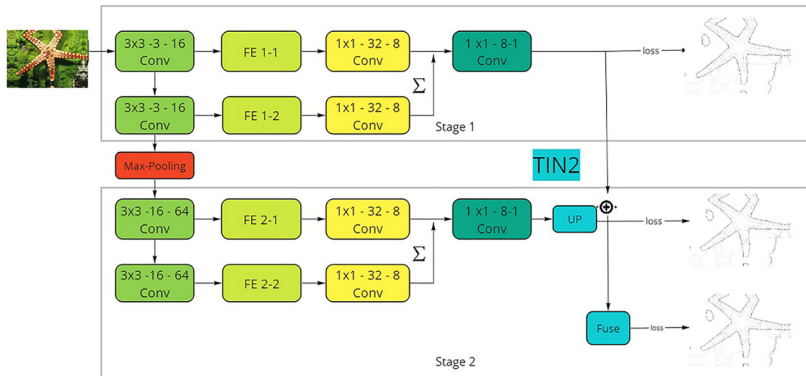 3x3 -3 - 16
Conv
FE 1-1
1x1 - 32 - 8
Conv
1 x1 - 8-1
Conv
loss
Σ
3x3 -3 - 16
Conv
FE 1-2
1x1 - 32 - 8
Conv
Stage 1
Max-Pooling
TIN2
3x3 -16 - 64
Conv
FE 2-1
1x1 - 32 - 8
Conv
1 x1 - 8-1
Conv
UP
loss
Σ
3x3 -16 - 64
Conv
FE 2-2
1x1 - 32 - 8
Conv
Fuse
loss
Stage 2